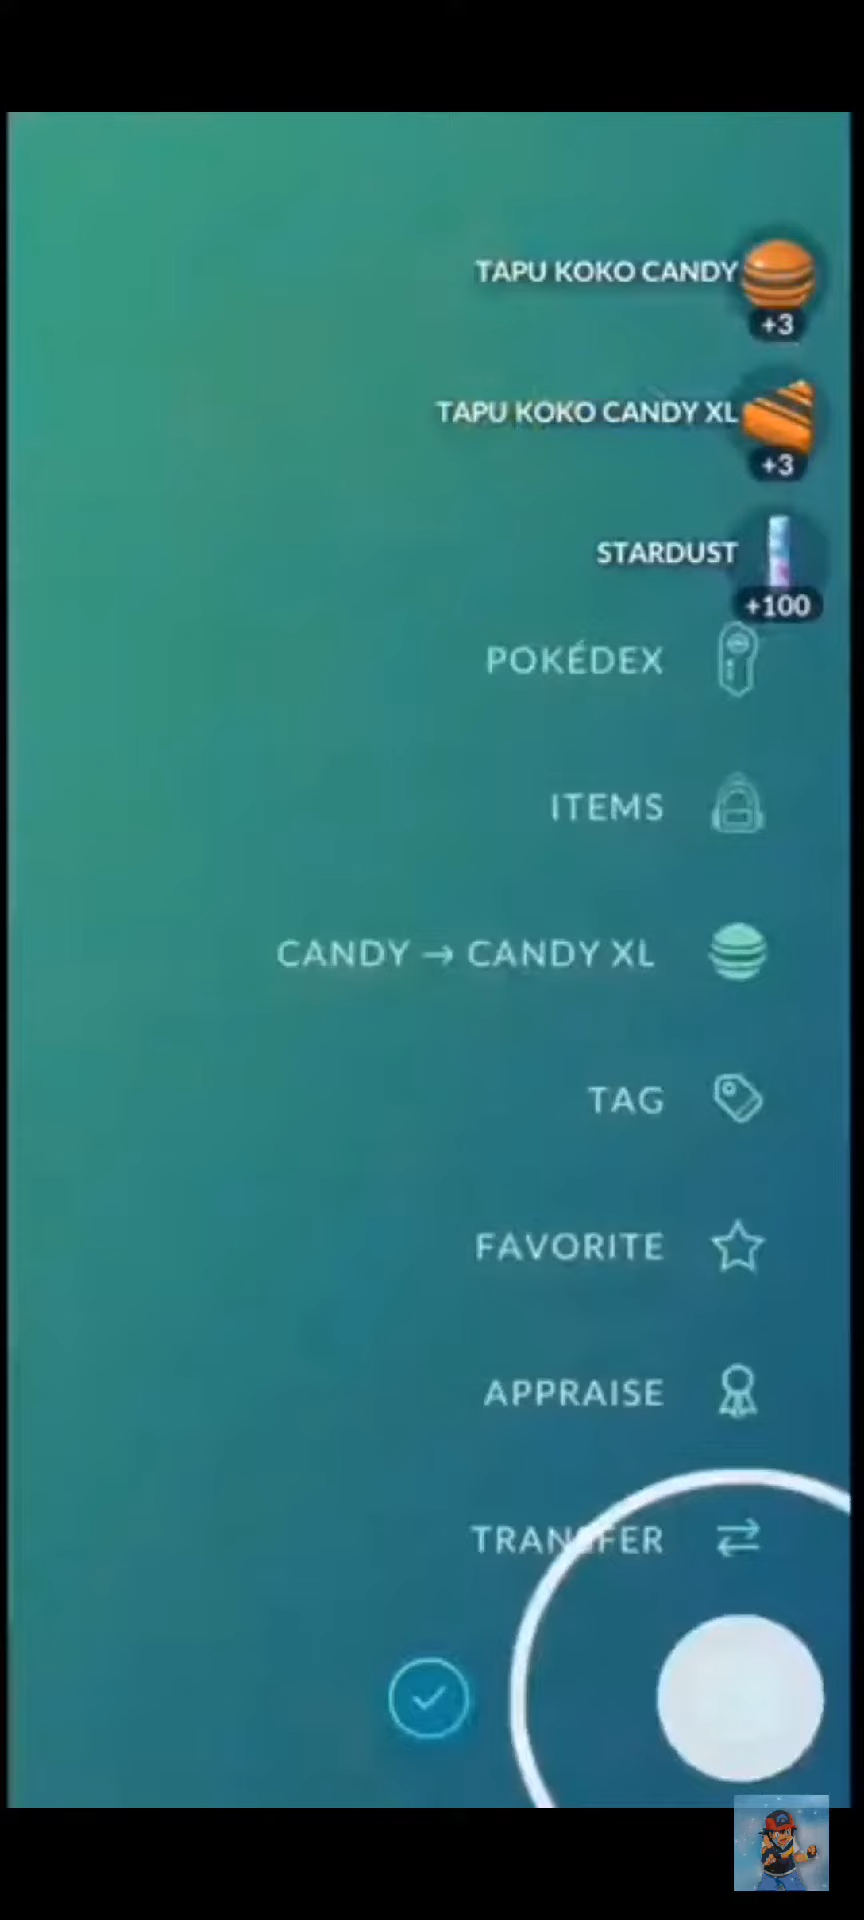 TAPU KOKO CANDY
+3
TAPU KOKO CANDY XL
+3
STARDUST
+100
POKÉDEX
ITEMS
CANDY → CANDY XL
TAG
FAVORITE
APPRAISE
TRANSFER